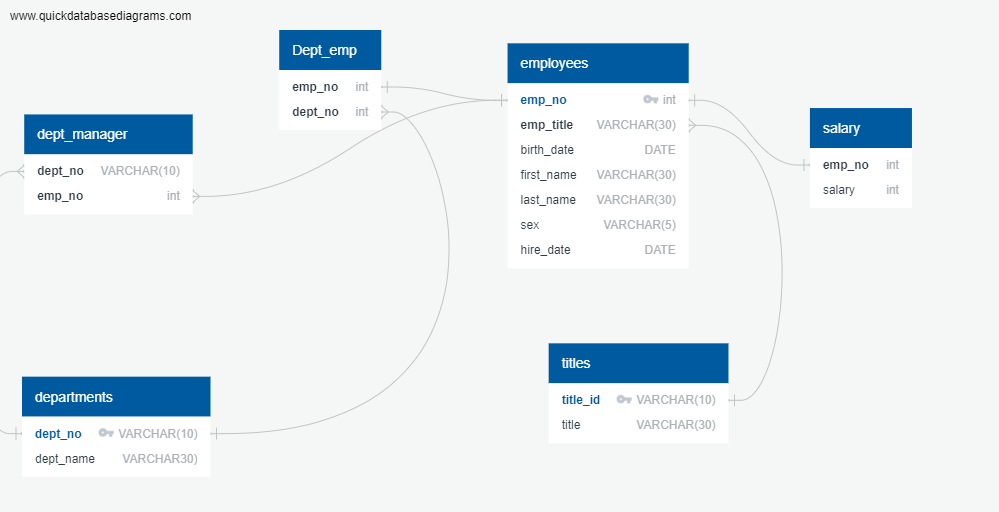 www.quickdatabasediagrams.com
Dept_emp
emp_no int
dept_no int
employees
emp_no int
emp_title VARCHAR(30)
birth_date DATE
first_name VARCHAR(30)
last_name VARCHAR(30)
sex VARCHAR(5)
hire_date DATE
salary
emp_no int
salary int
dept_manager
dept_no VARCHAR(10)
emp_no int
titles
title_id VARCHAR(10)
title VARCHAR(30)
departments
dept_no VARCHAR(10)
dept_name VARCHAR30)